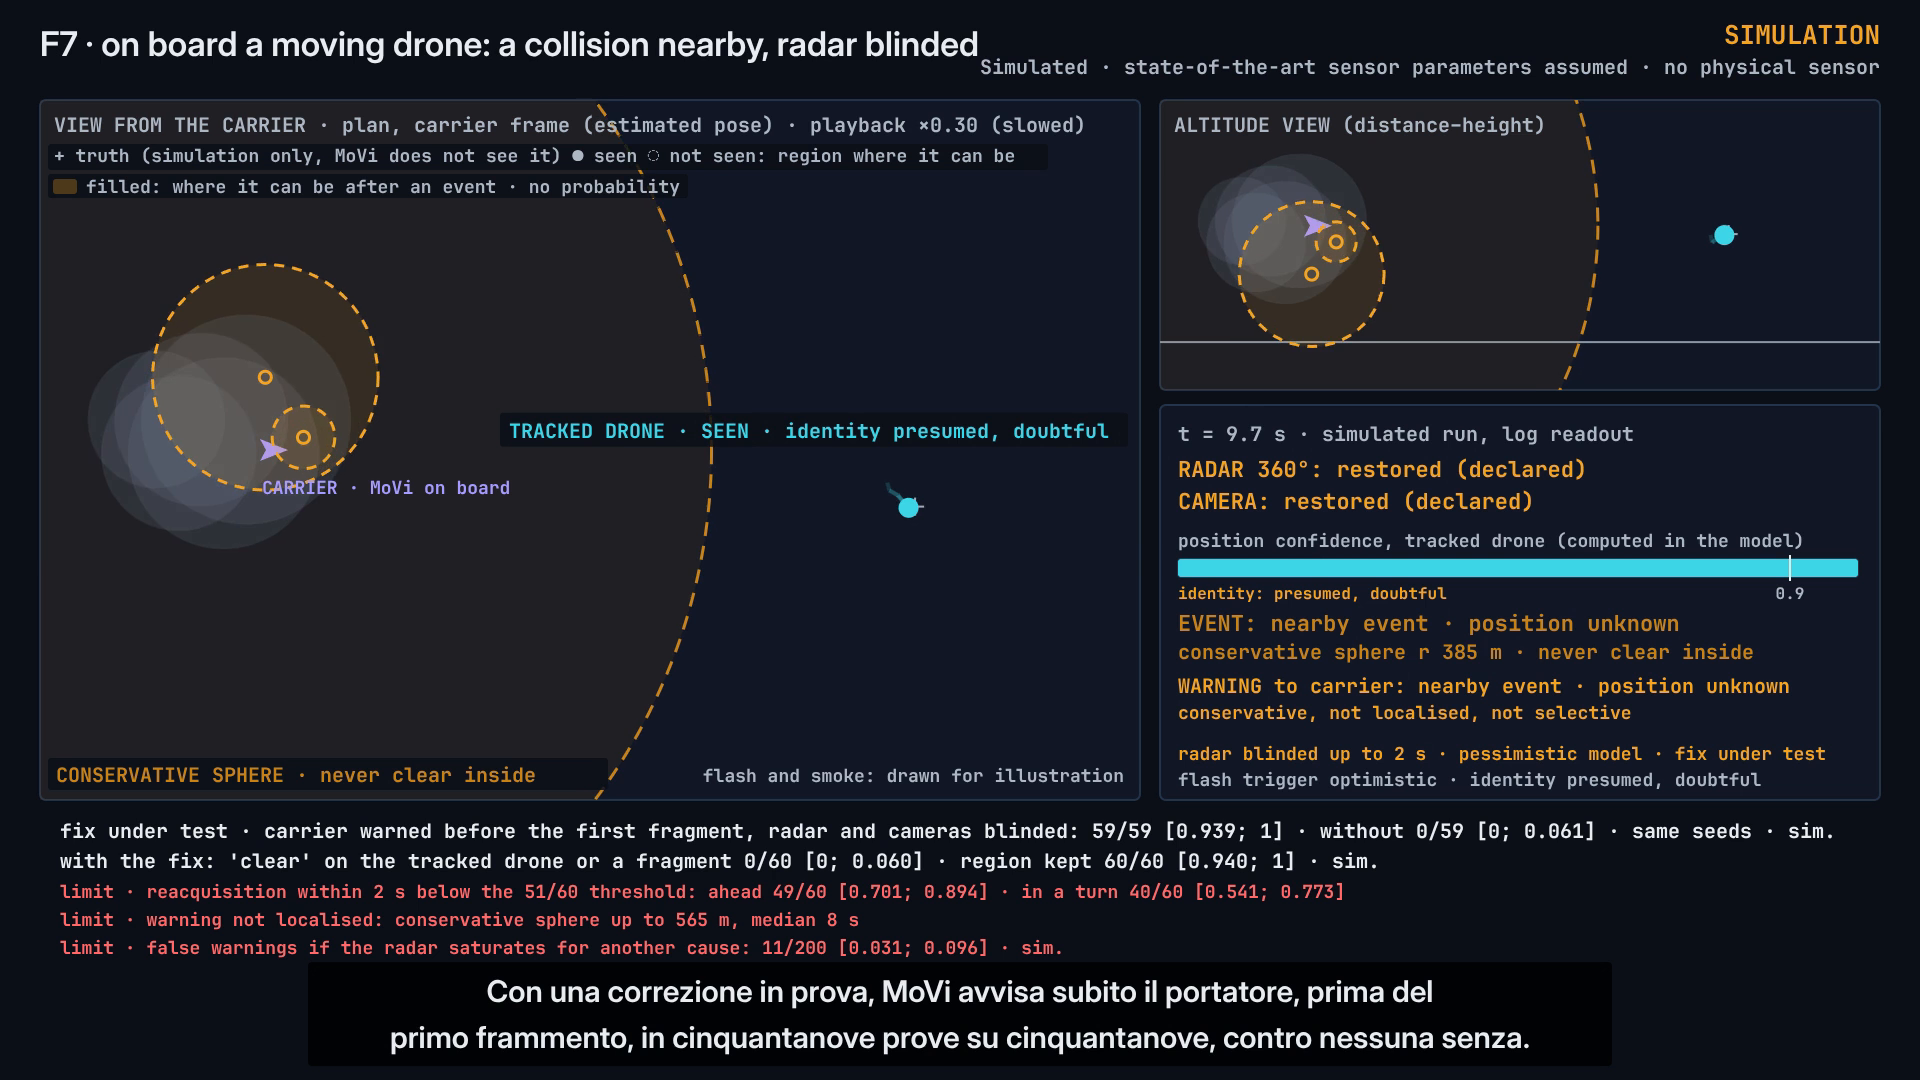 F7 · on board a moving drone: a collision nearby, radar blinded
SIMULATION
Simulated · state-of-the-art sensor parameters assumed · no physical sensor
VIEW FROM THE CARRIER · plan, carrier frame (estimated pose) · playback ×0.30 (slowed)
+ truth (simulation only, MoVi does not see it) ● seen ◌ not seen: region where it can be
filled: where it can be after an event · no probability
TRACKED DRONE · SEEN · identity presumed, doubtful
CARRIER · MoVi on board
CONSERVATIVE SPHERE · never clear inside
flash and smoke: drawn for illustration
ALTITUDE VIEW (distance-height)
t = 9.7 s · simulated run, log readout
RADAR 360°: restored (declared)
CAMERA: restored (declared)
position confidence, tracked drone (computed in the model)
identity: presumed, doubtful
0.9
EVENT: nearby event · position unknown
conservative sphere r 385 m · never clear inside
WARNING to carrier: nearby event · position unknown
conservative, not localised, not selective
radar blinded up to 2 s · pessimistic model · fix under test
flash trigger optimistic · identity presumed, doubtful
fix under test · carrier warned before the first fragment, radar and cameras blinded: 59/59 [0.939; 1] · without 0/59 [0; 0.061] · same seeds · sim.
with the fix: 'clear' on the tracked drone or a fragment 0/60 [0; 0.060] · region kept 60/60 [0.940; 1] · sim.
limit · reacquisition within 2 s below the 51/60 threshold: ahead 49/60 [0.701; 0.894] · in a turn 40/60 [0.541; 0.773]
limit · warning not localised: conservative sphere up to 565 m, median 8 s
limit · false warnings if the radar saturates for another cause: 11/200 [0.031; 0.096] · sim.
Con una correzione in prova, MoVi avvisa subito il portatore, prima del
primo frammento, in cinquantanove prove su cinquantanove, contro nessuna senza.